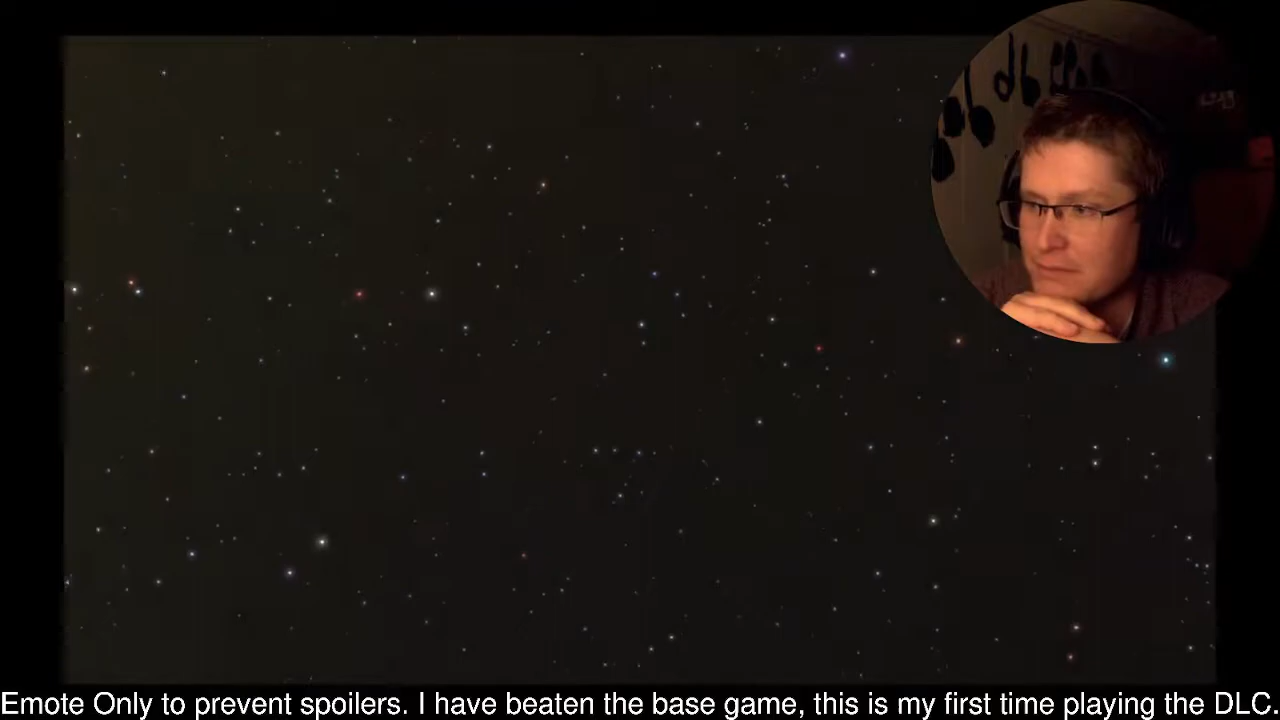 Emote Only to prevent spoilers. I have beaten the base game, this is my first time playing the DLC.